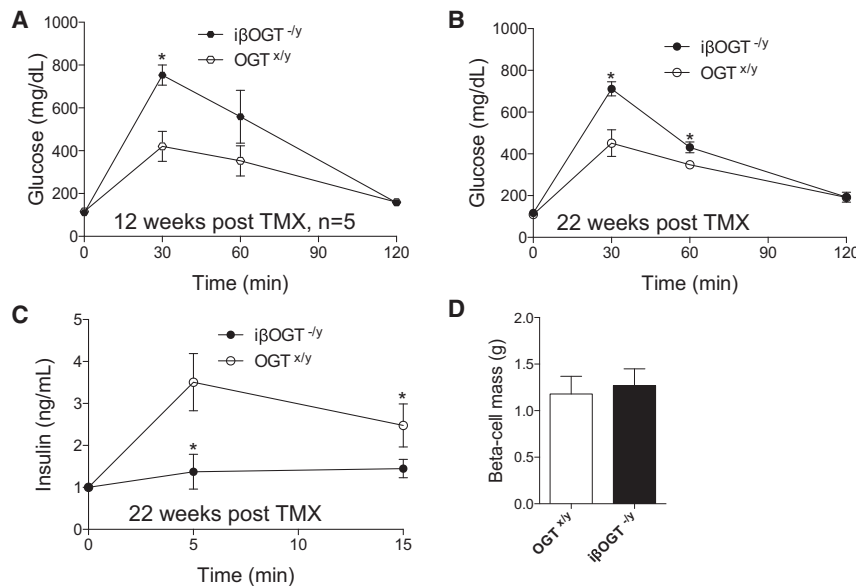 A
iβOGT -/y
OGT x/y
*
Glucose (mg/dL)
1000
800
600
400
200
0
12 weeks post TMX, n=5
0 30 60 90 120
Time (min)
B
iβOGT -/y
OGT x/y
*
*
Glucose (mg/dL)
1000
800
600
400
200
0
22 weeks post TMX
0 30 60 90 120
Time (min)
C
iβOGT -/y
OGT x/y
*
*
Insulin (ng/mL)
5
4
3
2
1
0
22 weeks post TMX
0 5 10 15
Time (min)
D
Beta-cell mass (g)
2.0
1.5
1.0
0.5
0.0
OGT x/y
iβOGT -/y